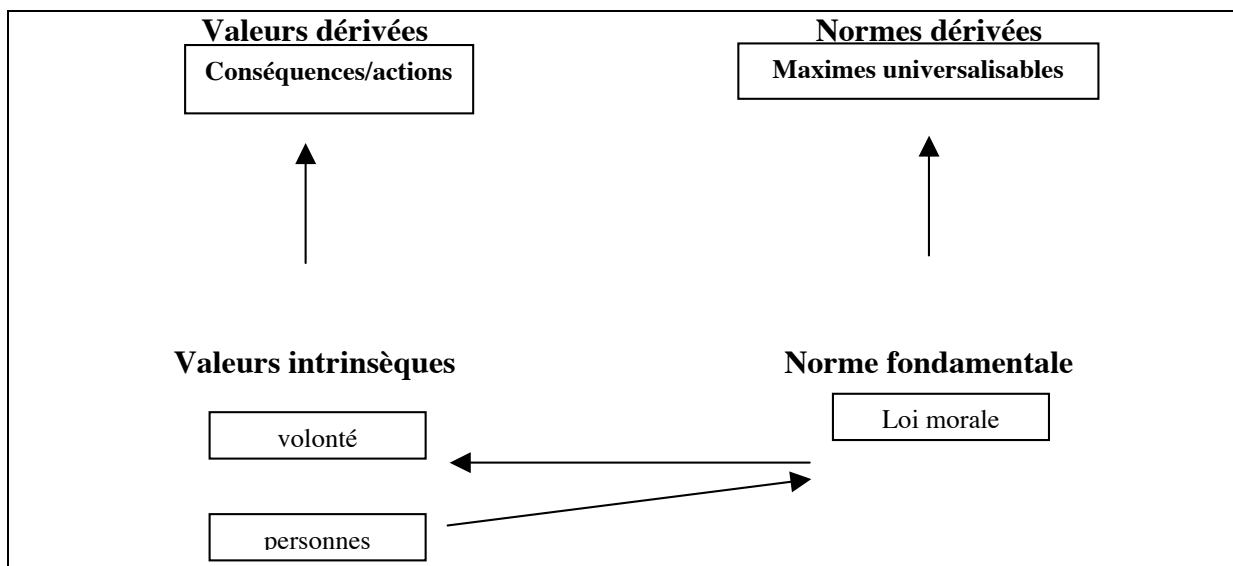 Valeurs dérivées
Normes dérivées
Conséquences/actions
Maximes universalisables
Valeurs intrinsèques
Norme fondamentale
volonté
Loi morale
personnes